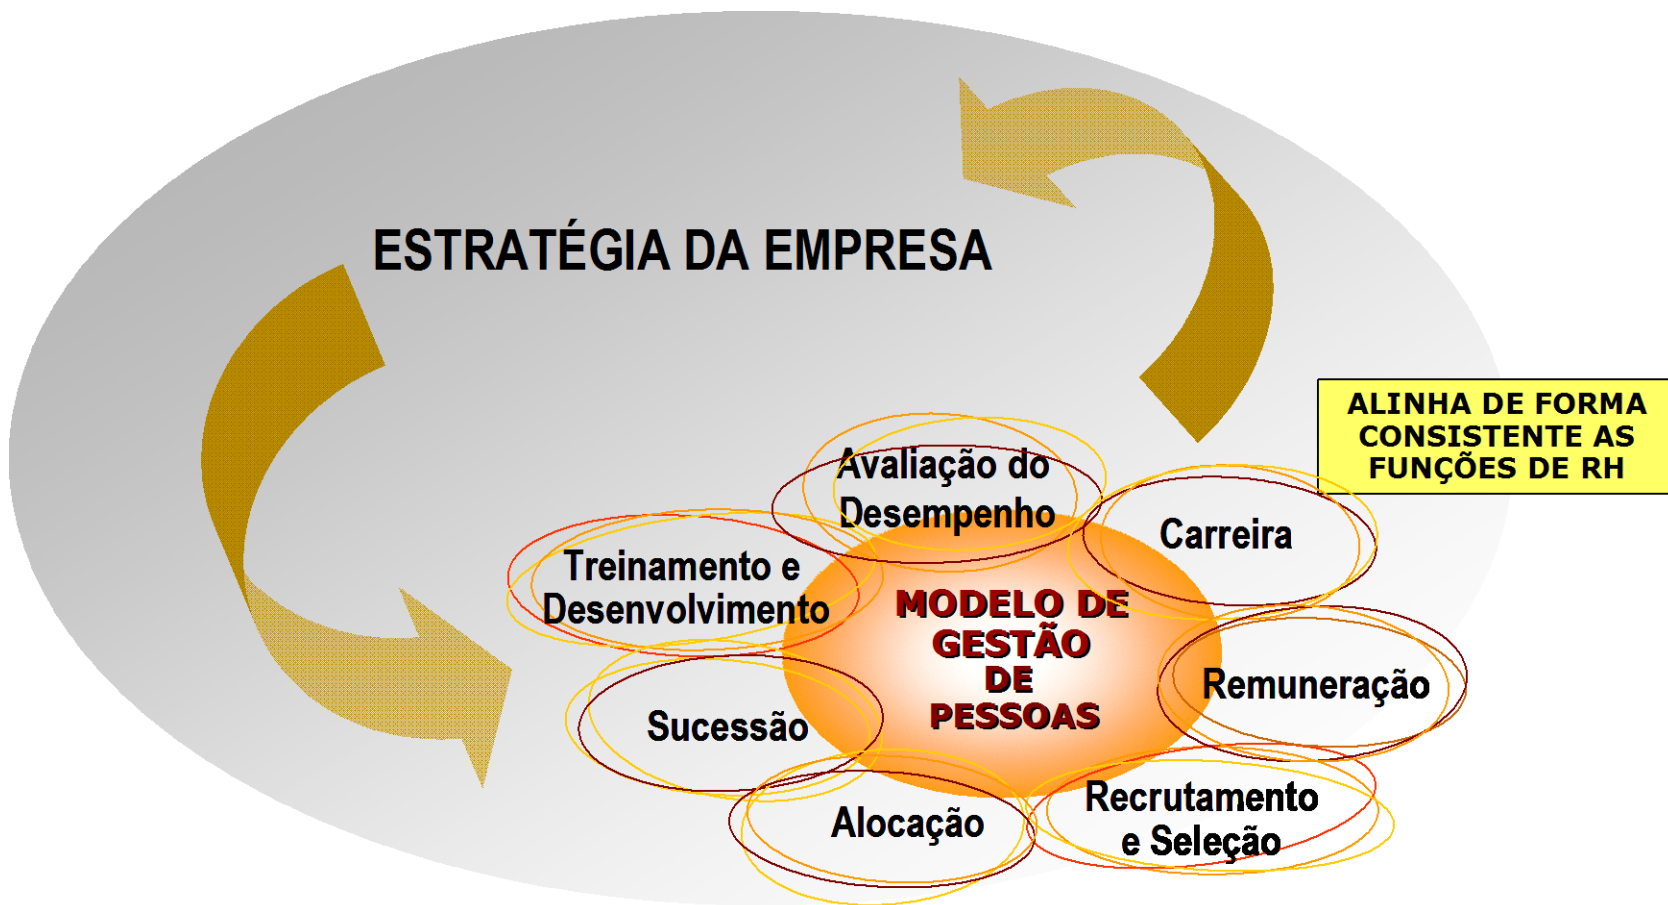 ESTRATÉGIA DA EMPRESA
ALINHA DE FORMA
CONSISTENTE AS
FUNÇÕES DE RH
Avaliação do
Desempenho
Carreira
Treinamento e
Desenvolvimento
MODELO DE
GESTÃO
DE
PESSOAS
Remuneração
Sucessão
Alocação
Recrutamento
e Seleção